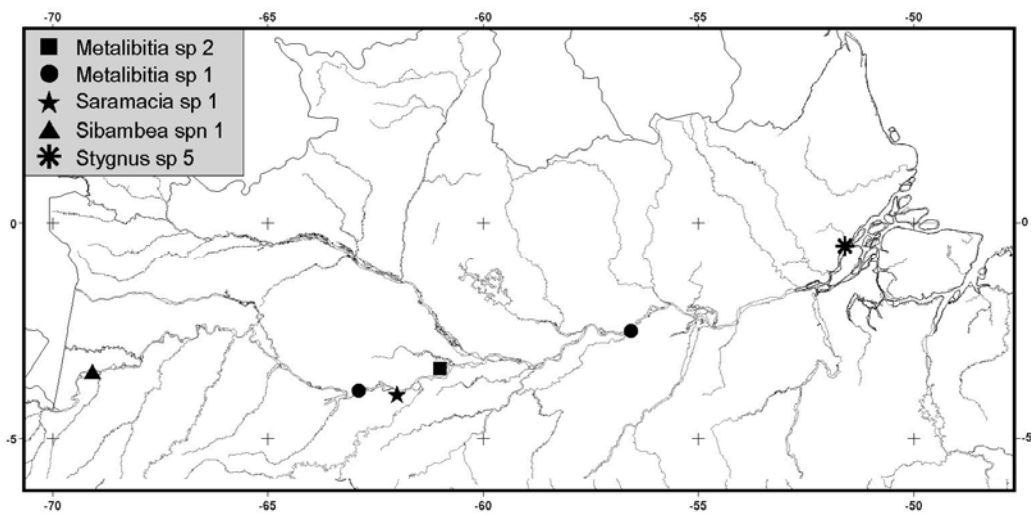 -70 -65 -60 -55 -50
Metalibitia sp 2
Metalibitia sp 1
Saramacia sp 1
Sibambea spn 1
Stygnus sp 5
0 0
-5 -5
-70 -65 -60 -55 -50